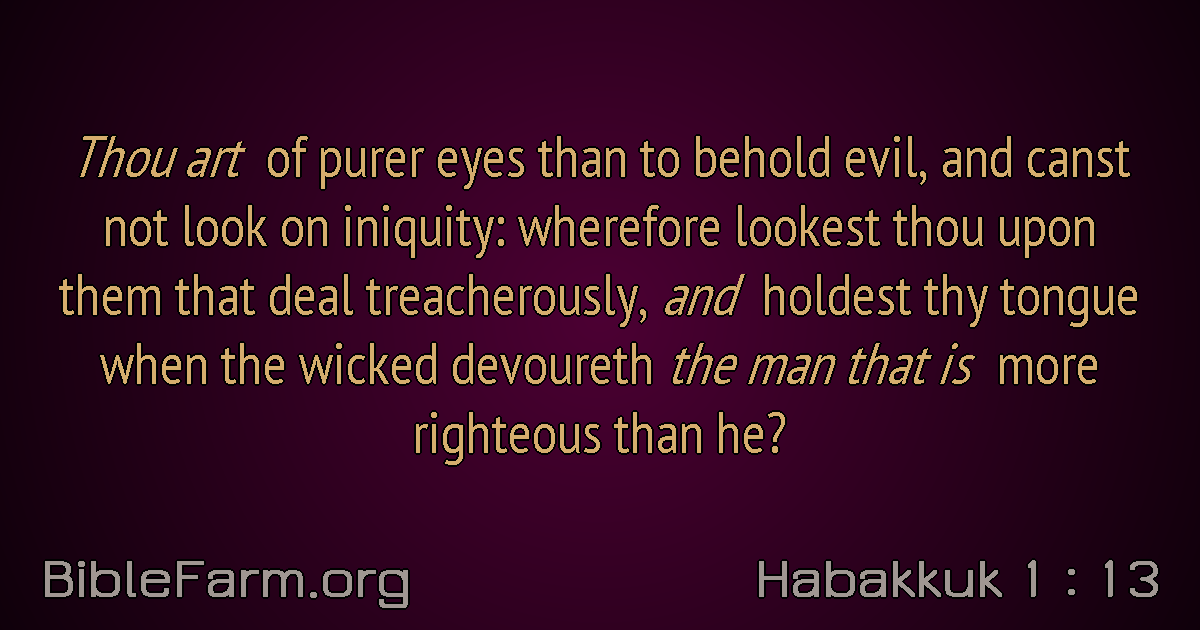 Thou art of purer eyes than to behold evil, and canst
not look on iniquity: wherefore lookest thou upon
them that deal treacherously, and holdest thy tongue
when the wicked devoureth the man that is more
righteous than he?
BibleFarm.org
Habakkuk 1 : 13